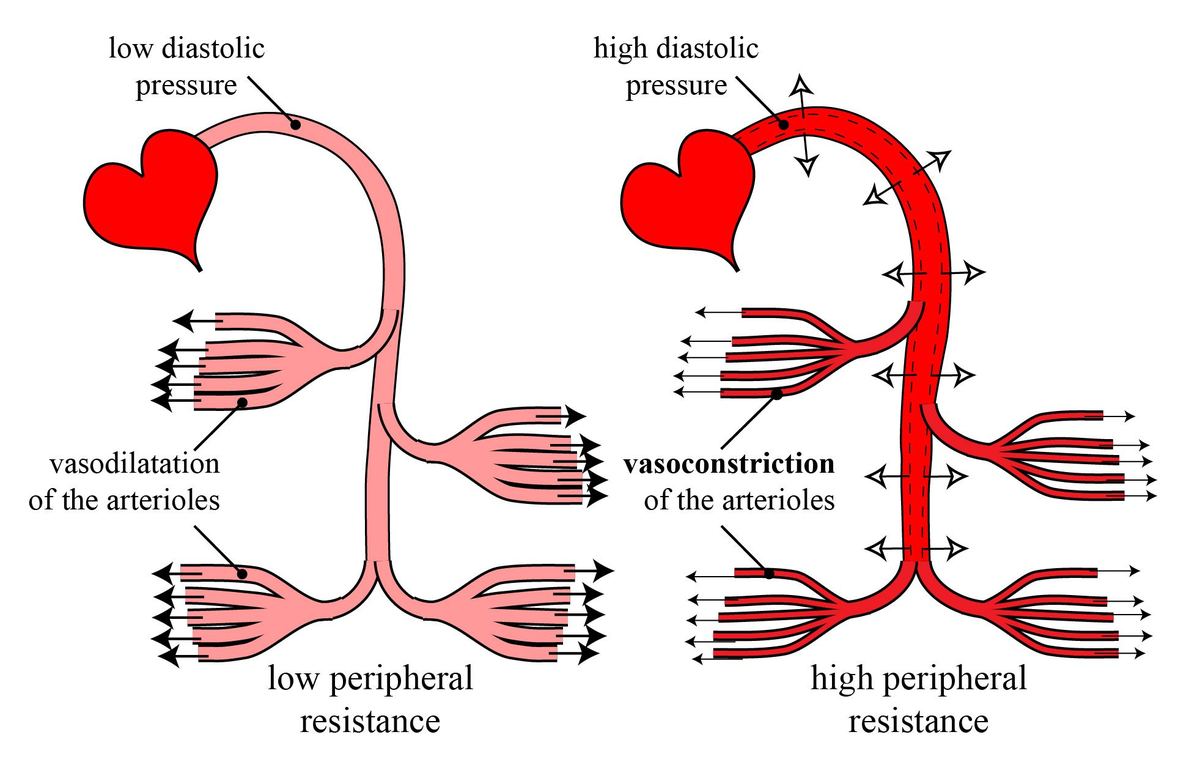 low diastolic
pressure
high diastolic
pressure
vasodilatation
of the arterioles
vasoconstriction
of the arterioles
low peripheral
resistance
high peripheral
resistance